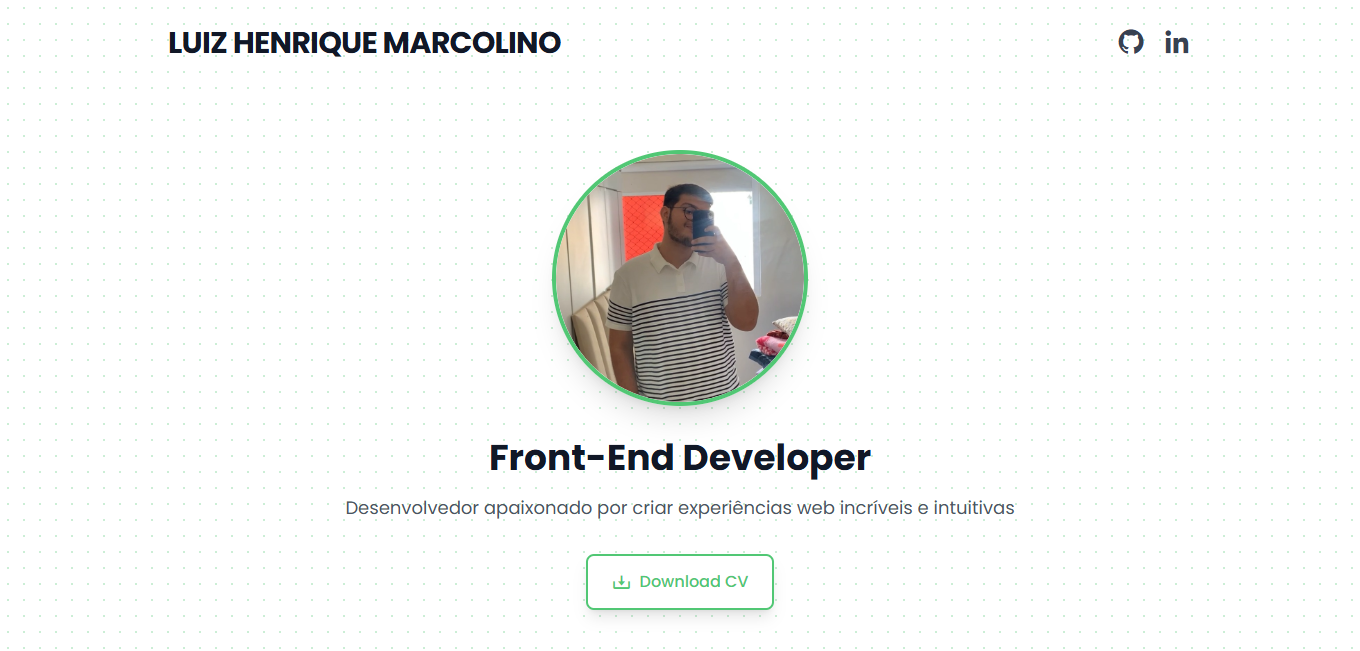 LUIZ HENRIQUE MARCOLINO
in
Front-End Developer
Desenvolvedor apaixonado por criar experiências web incríveis e intuitivas
Download CV